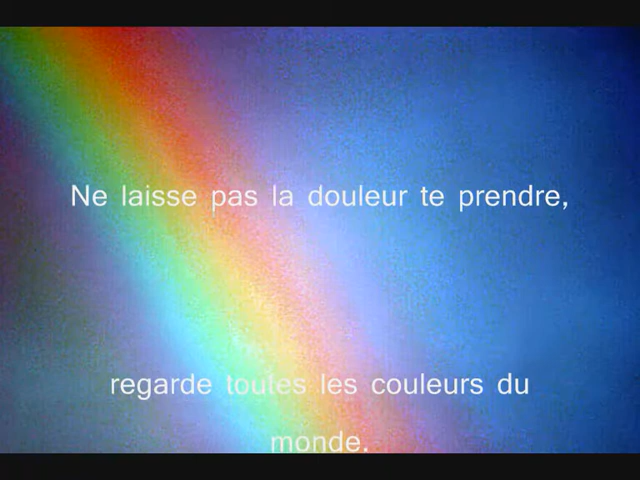 Ne laisse pas la douleur te prendre,
regarde toutes les couleurs du
monde.